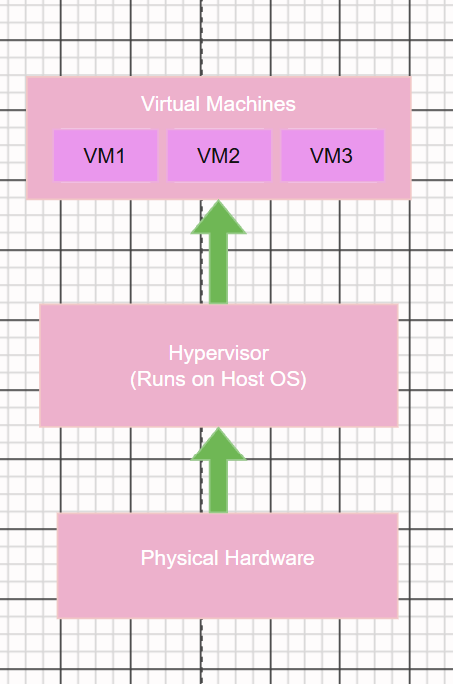 Virtual Machines
VM1 VM2 VM3
Hypervisor
(Runs on Host OS)
Physical Hardware